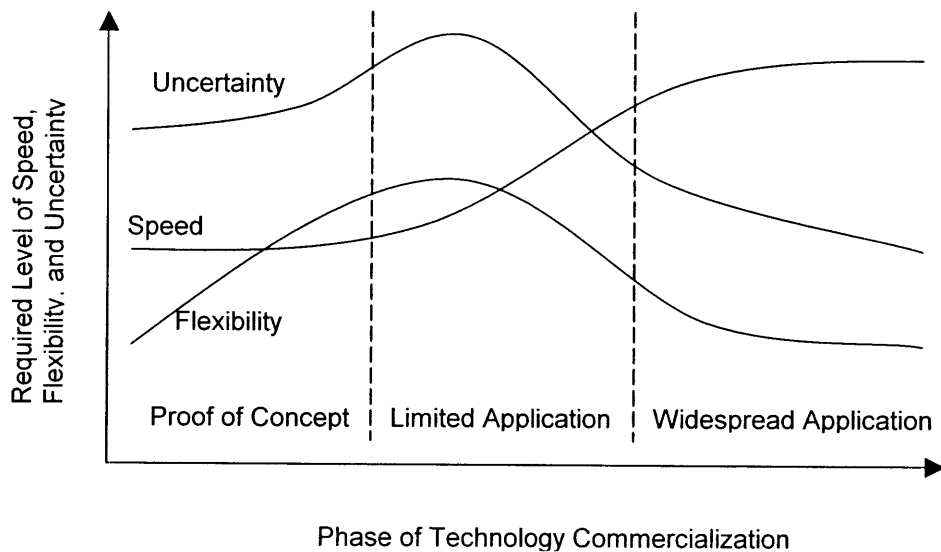 Required Level of Speed,
Flexibility, and Uncertainty
Uncertainty
Speed
Flexibility
Proof of Concept
Limited Application
Widespread Application
Phase of Technology Commercialization